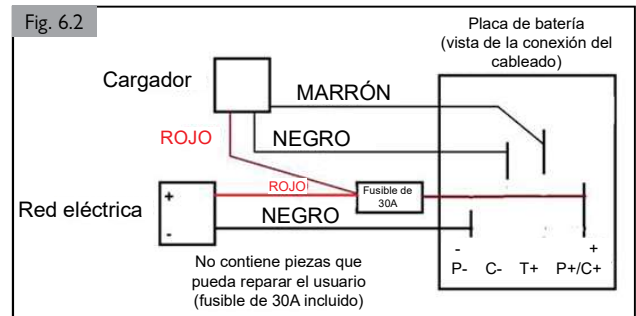 Fig. 6.2
Placa de batería
(vista de la conexión del
cableado)
Cargador
MARRÓN
ROJO
NEGRO
Red eléctrica
+
-
ROJO
Fusible de
30A
NEGRO
No contiene piezas que
pueda reparar el usuario
(fusible de 30A incluido)
- +
P- C- T+ P+/C+